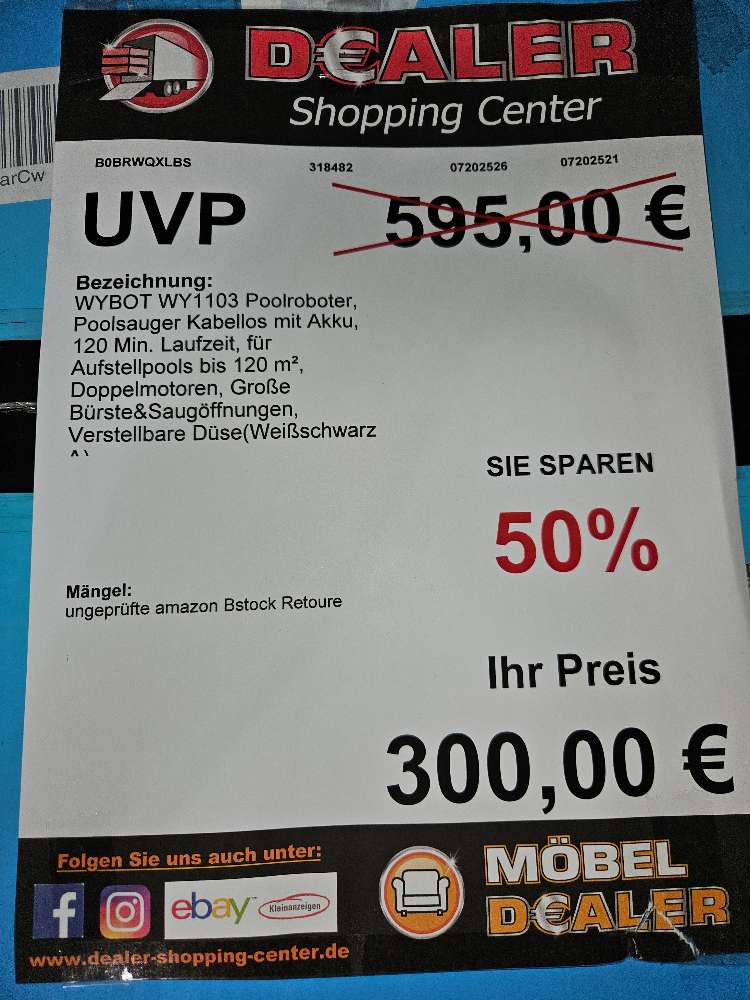 DEALER
Shopping Center
arCw
B0BRWQXLBS 318482 07202526 07202521
UVP 595,00 €
Bezeichnung:
WYBOT WY1103 Poolroboter,
Poolsauger Kabellos mit Akku,
120 Min. Laufzeit, für
Aufstellpools bis 120 m²,
Doppelmotoren, Große
Bürste&Saugöffnungen,
Verstellbare Düse(Weißschwarz
SIE SPAREN
50%
Mängel:
ungeprüfte amazon Bstock Retoure
Ihr Preis
300,00 €
Folgen Sie uns auch unter:
f ebay™ Kleinanzeigen
www.dealer-shopping-center.de
MÖBEL
D€ALER